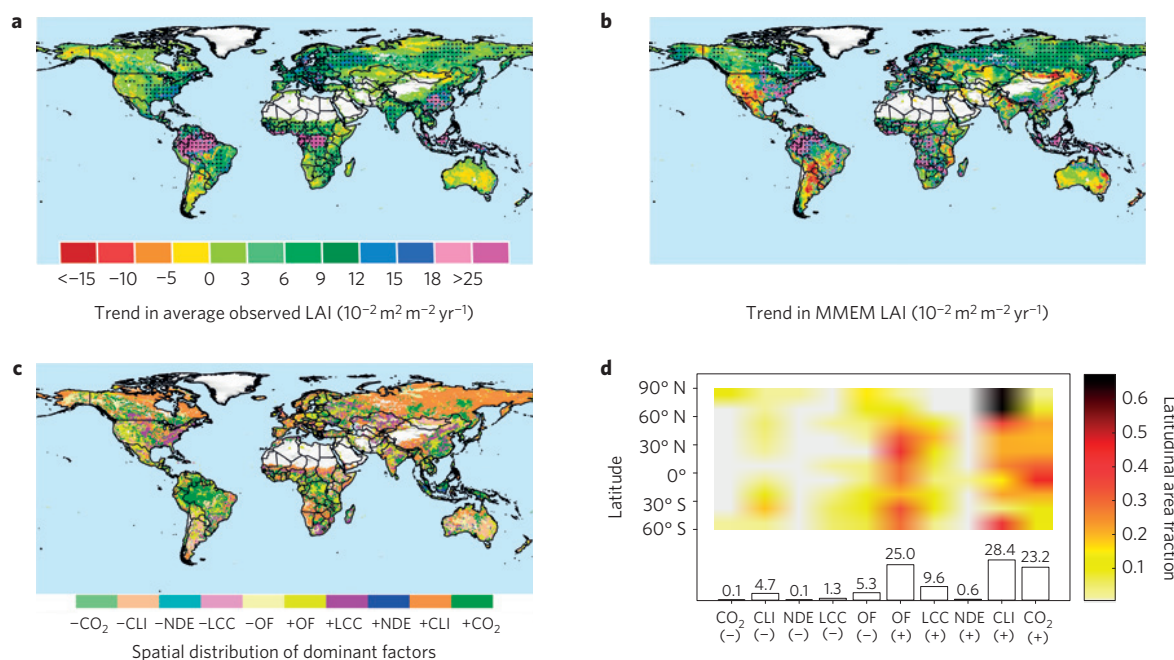 a
b
<−15 −10 −5 0 3 6 9 12 15 18 >25
Trend in average observed LAI (10⁻² m² m⁻² yr⁻¹)
Trend in MMEM LAI (10⁻² m² m⁻² yr⁻¹)
c
−CO₂ −CLI −NDE −LCC −OF +OF +LCC +NDE +CLI +CO₂
Spatial distribution of dominant factors
d
90° N
60° N
30° N
0°
30° S
60° S
Latitude
0.1 4.7 0.1 1.3 5.3 25.0 9.6 0.6 28.4 23.2
CO₂ CLI NDE LCC OF OF LCC NDE CLI CO₂
(−) (−) (−) (−) (−) (+) (+) (+) (+) (+)
0.6
0.5
0.4
0.3
0.2
0.1
Latitudinal area fraction